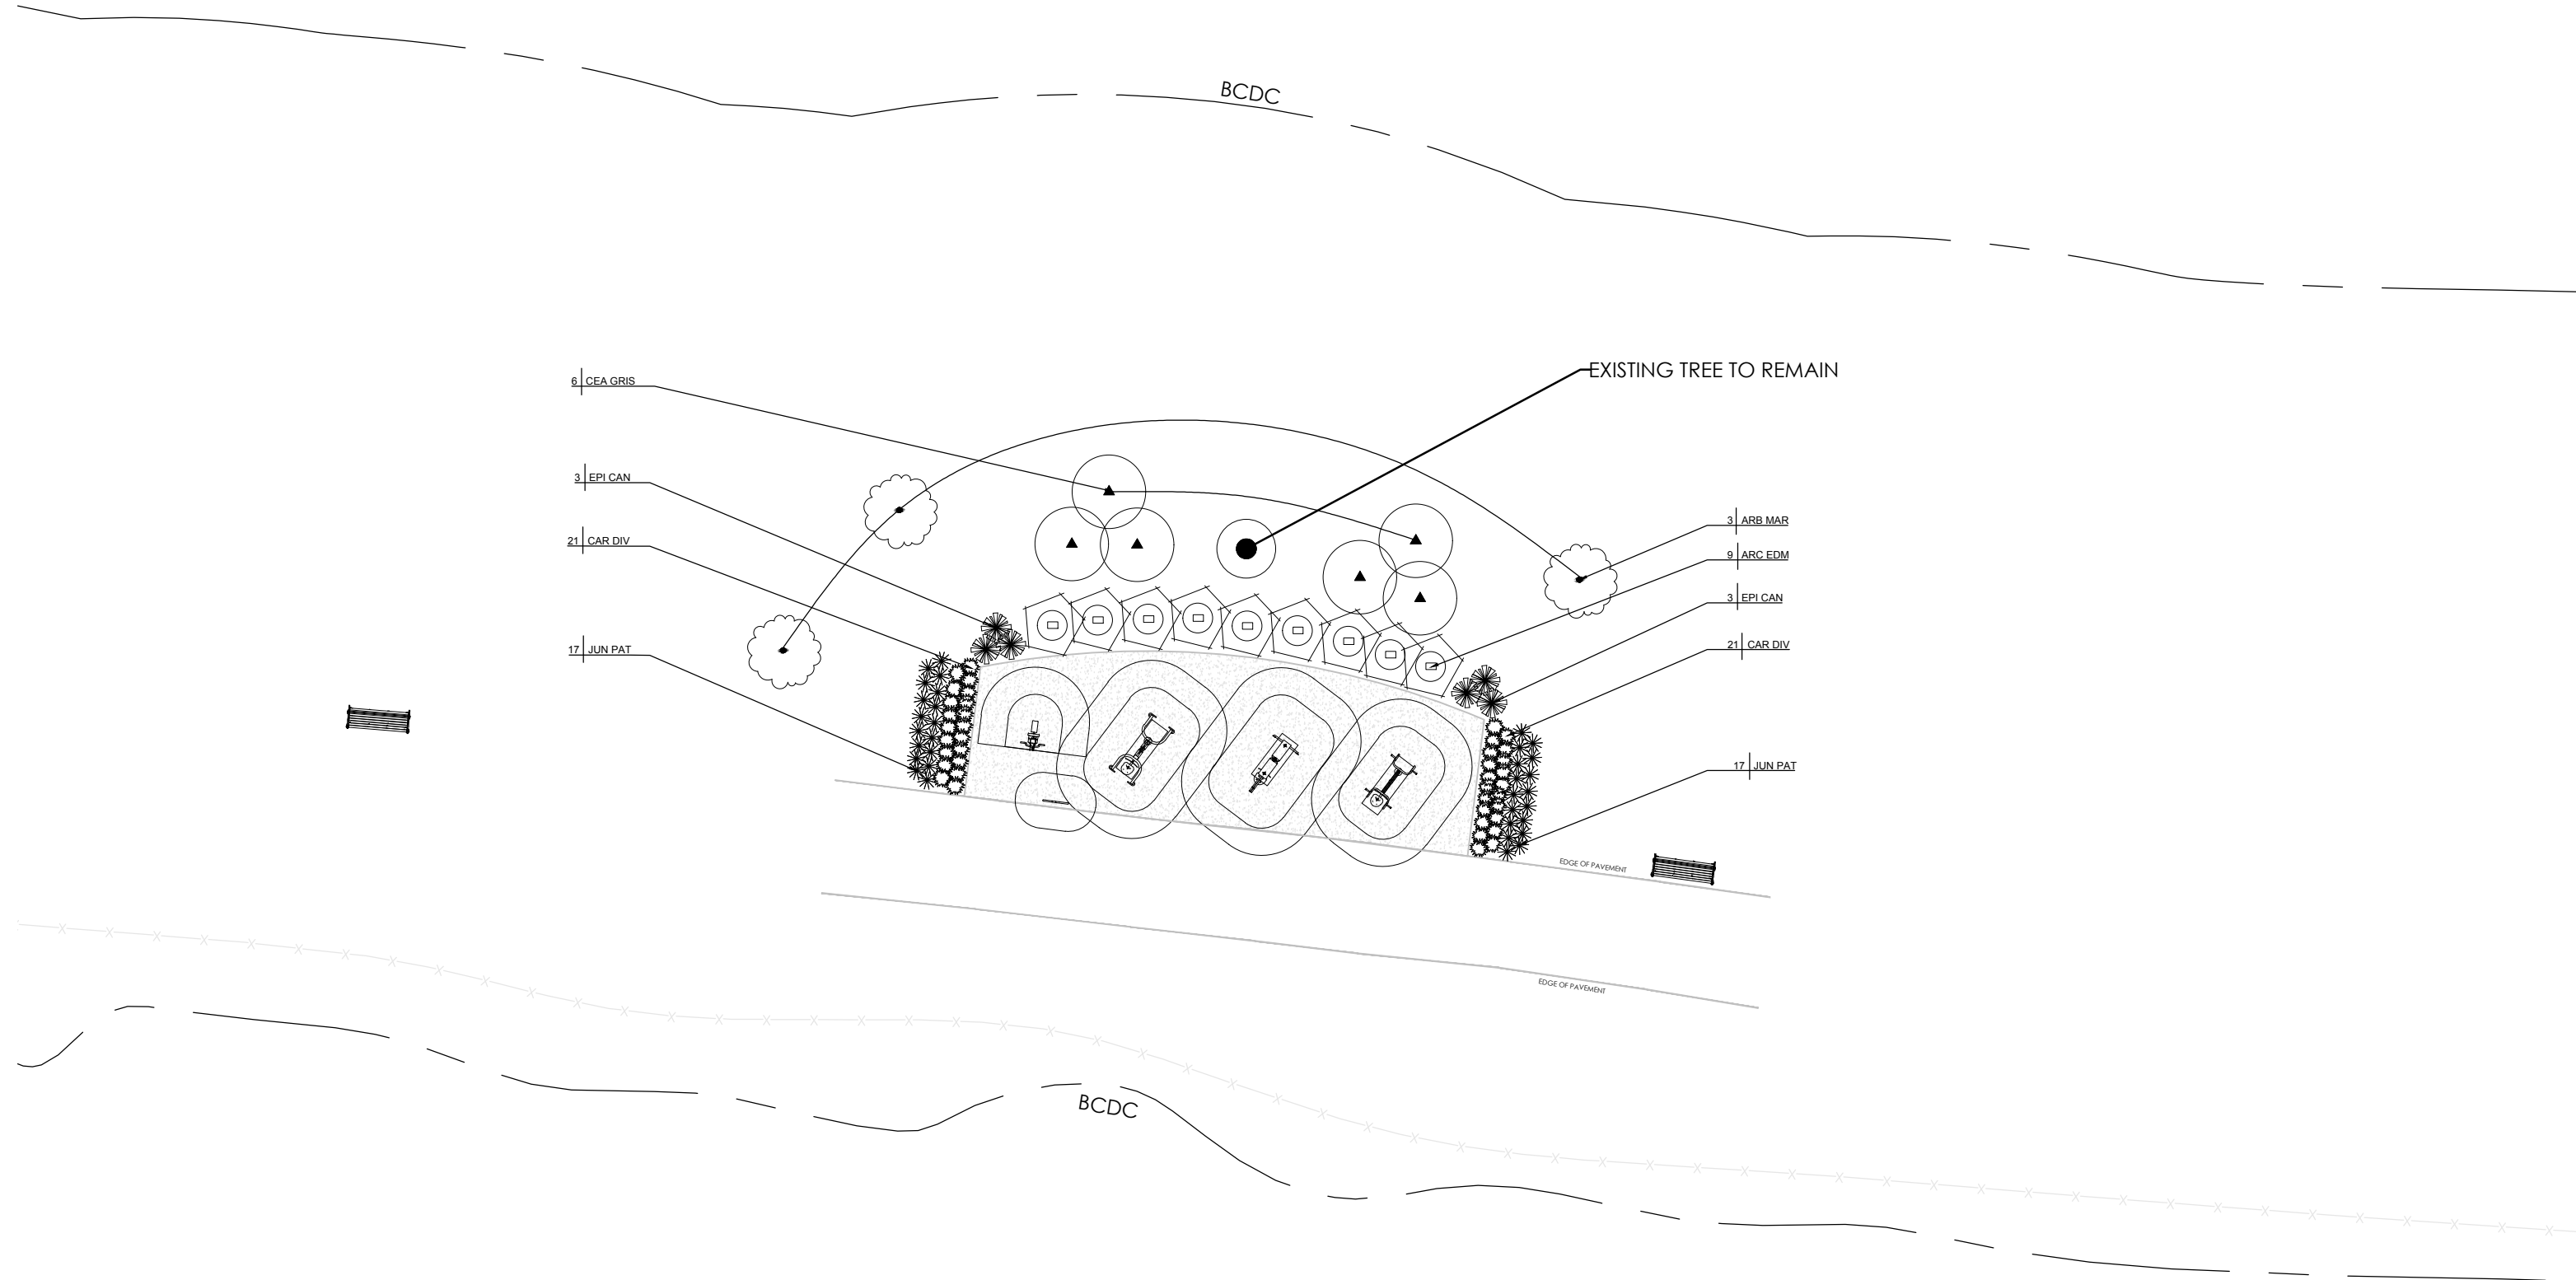 BCDC
EXISTING TREE TO REMAIN
6 CEA GRIS
3 EPI CAN
21 CAR DIV
17 JUN PAT
3 ARB MAR
9 ARC EDM
3 EPI CAN
21 CAR DIV
17 JUN PAT
EDGE OF PAVEMENT
EDGE OF PAVEMENT
BCDC